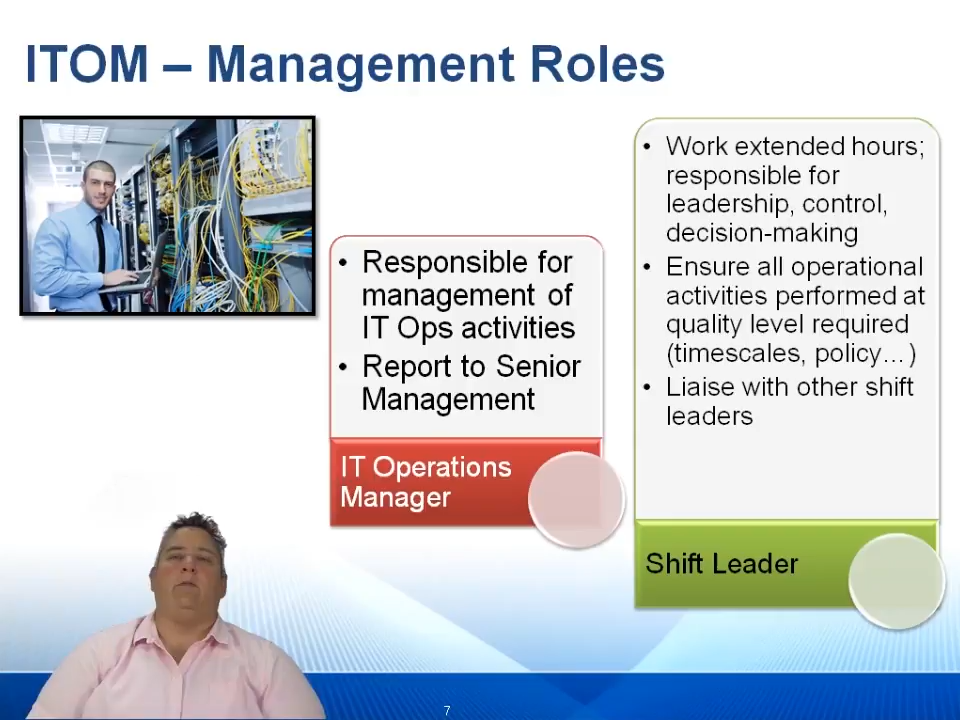 ITOM – Management Roles
• Responsible for
management of
IT Ops activities
• Report to Senior
Management
IT Operations
Manager
• Work extended hours;
responsible for
leadership, control,
decision-making
• Ensure all operational
activities performed at
quality level required
(timescales, policy…)
• Liaise with other shift
leaders
Shift Leader
7